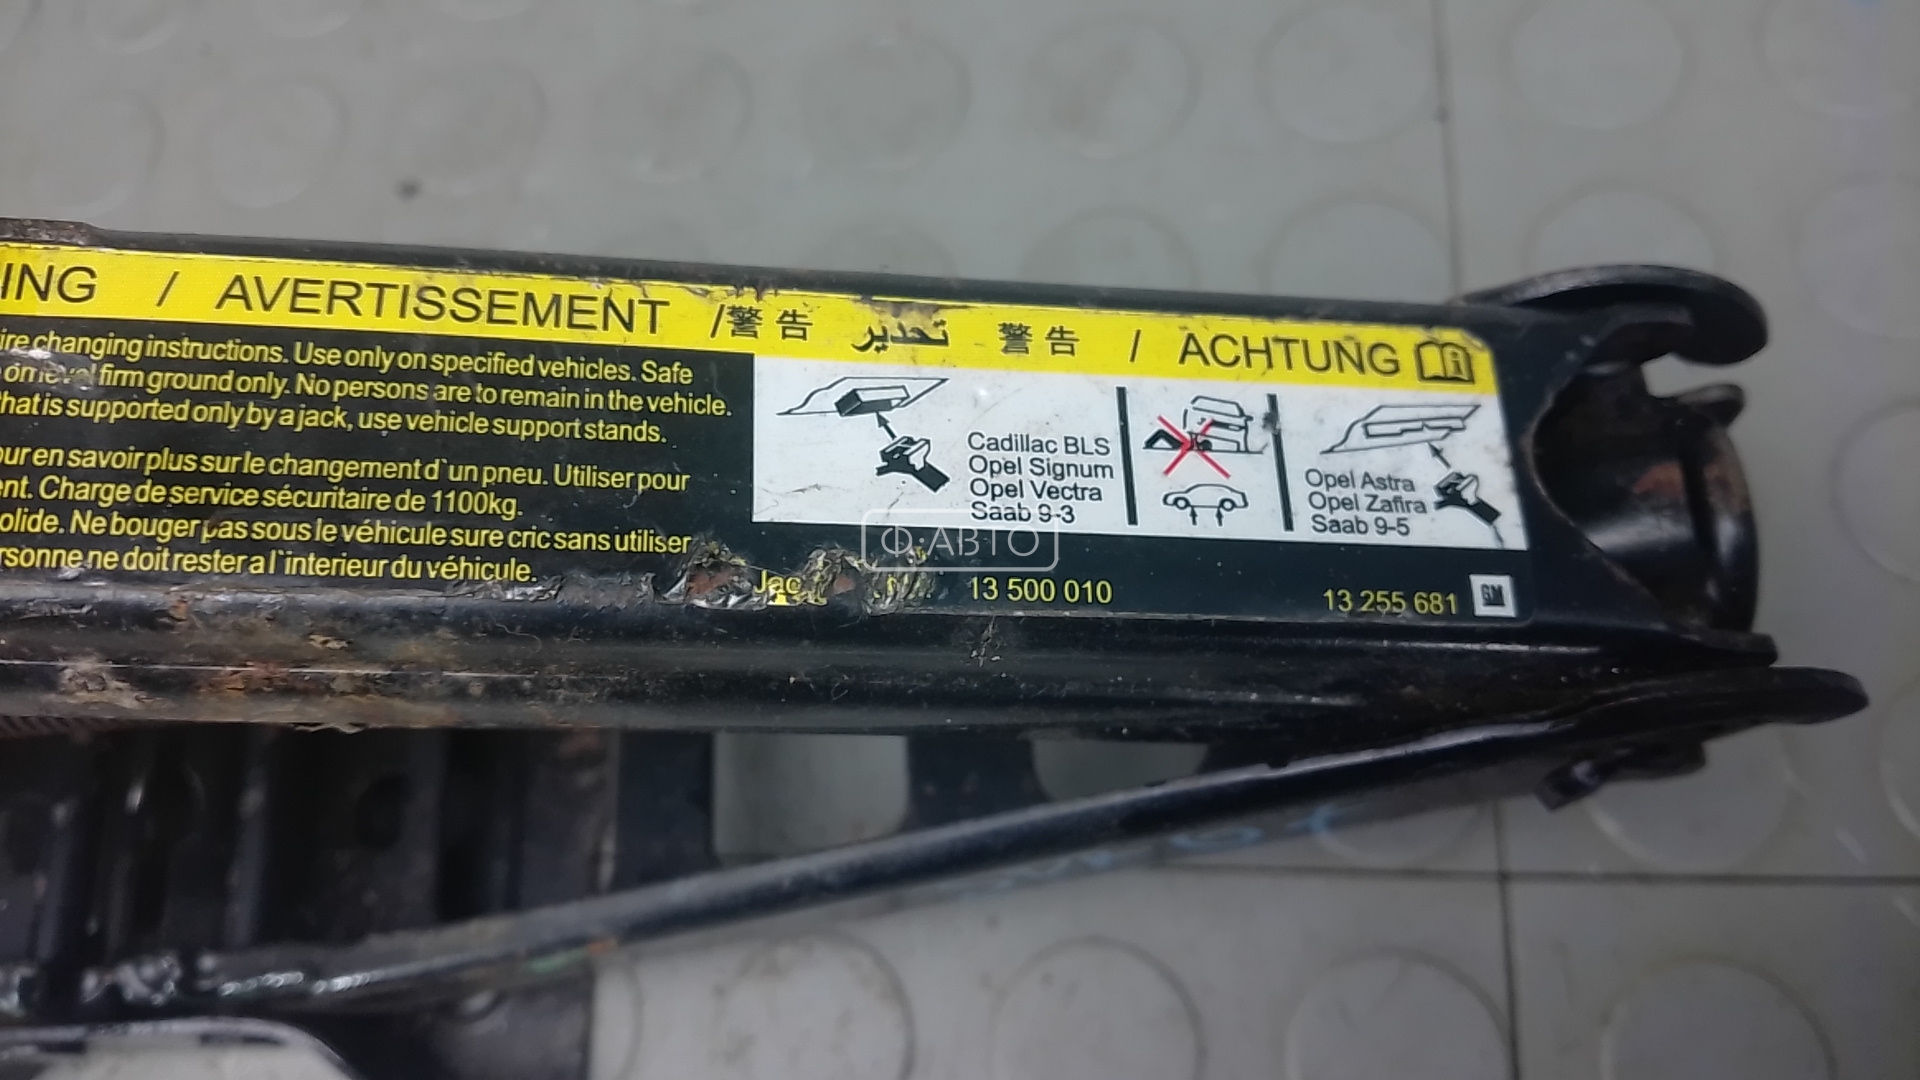 ING / AVERTISSEMENT / 警告 تحذير 警告 / ACHTUNG
ire changing instructions. Use only on specified vehicles. Safe
firm ground only. No persons are to remain in the vehicle.
hat is supported only by a jack, use vehicle support stands.
our en savoir plus sur le changement d`un pneu. Utiliser pour
ent. Charge de service sécuritaire de 1100kg.
olide. Ne bouger pas sous le véhicule sure cric sans utiliser
rsonne ne doit rester a l`interieur du véhicule.
Cadillac BLS
Opel Signum
Opel Vectra
Saab 9-3
Opel Astra
Opel Zafira
Saab 9-5
Ф·АВТО
Jac
13 500 010
13 255 681
GM